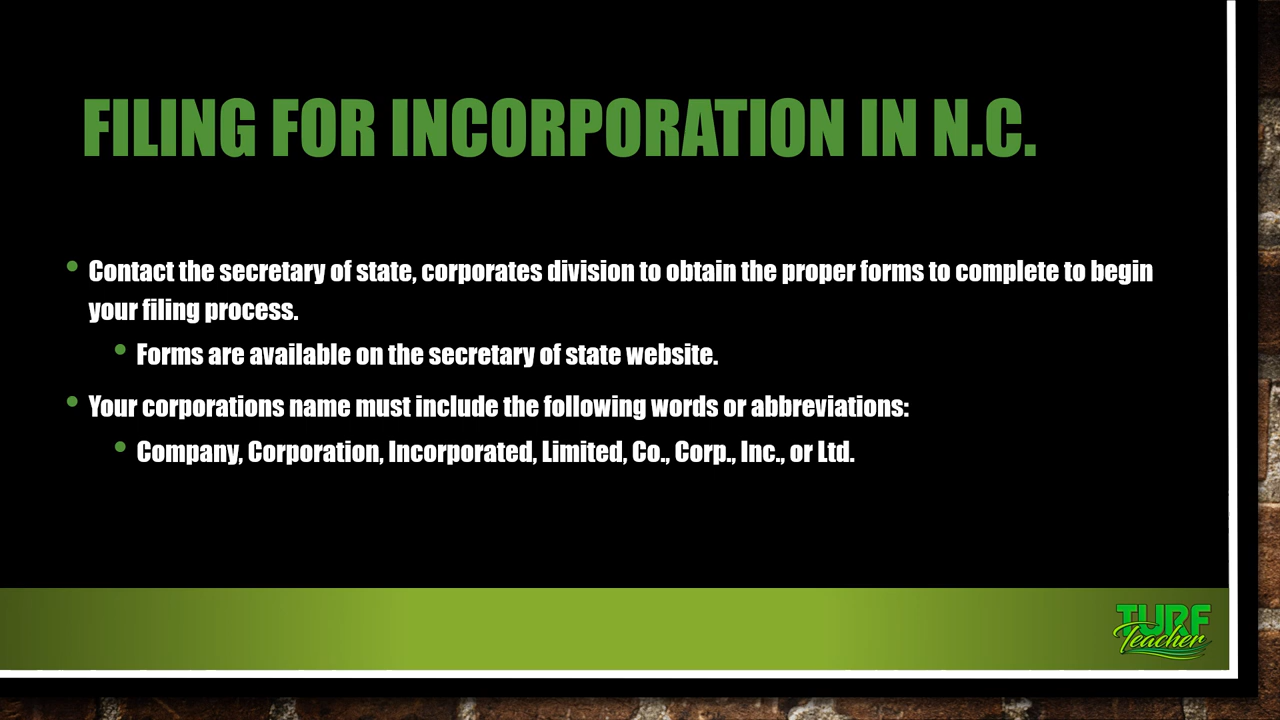 FILING FOR INCORPORATION IN N.C.
• Contact the secretary of state, corporates division to obtain the proper forms to complete to begin
your filing process.
• Forms are available on the secretary of state website.
• Your corporations name must include the following words or abbreviations:
• Company, Corporation, Incorporated, Limited, Co., Corp., Inc., or Ltd.
TURF
Teacher